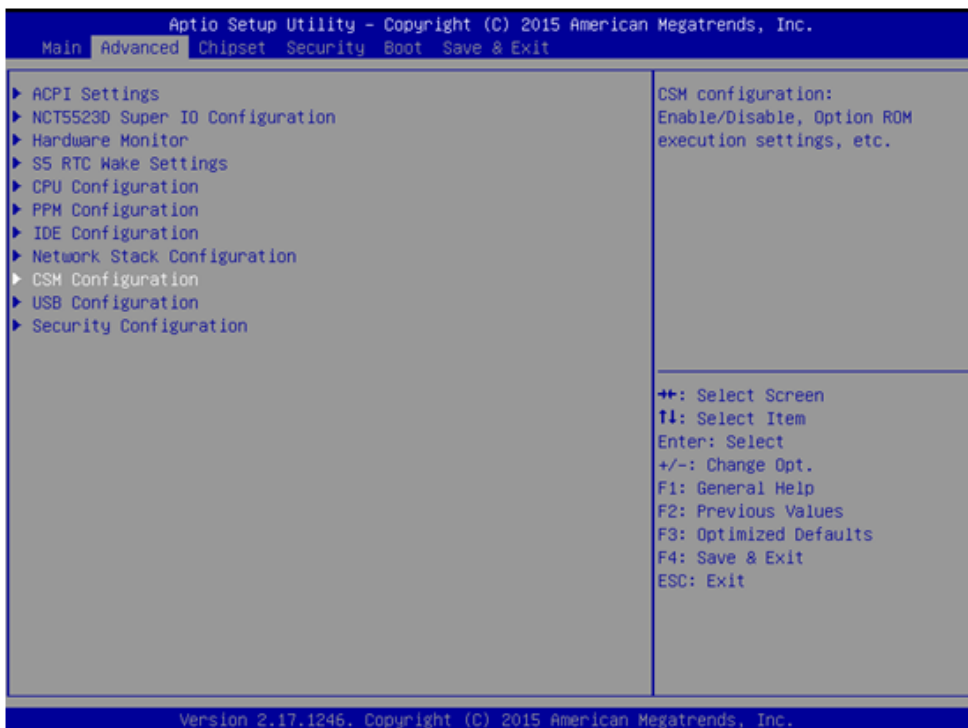 Aptio Setup Utility - Copyright (C) 2015 American Megatrends, Inc.
Main Advanced Chipset Security Boot Save & Exit
ACPI Settings
NCT5523D Super IO Configuration
Hardware Monitor
S5 RTC Wake Settings
CPU Configuration
PPM Configuration
IDE Configuration
Network Stack Configuration
CSM Configuration
USB Configuration
Security Configuration
CSM configuration:
Enable/Disable, Option ROM
execution settings, etc.
→←: Select Screen
↑↓: Select Item
Enter: Select
+/-: Change Opt.
F1: General Help
F2: Previous Values
F3: Optimized Defaults
F4: Save & Exit
ESC: Exit
Version 2.17.1246. Copyright (C) 2015 American Megatrends, Inc.